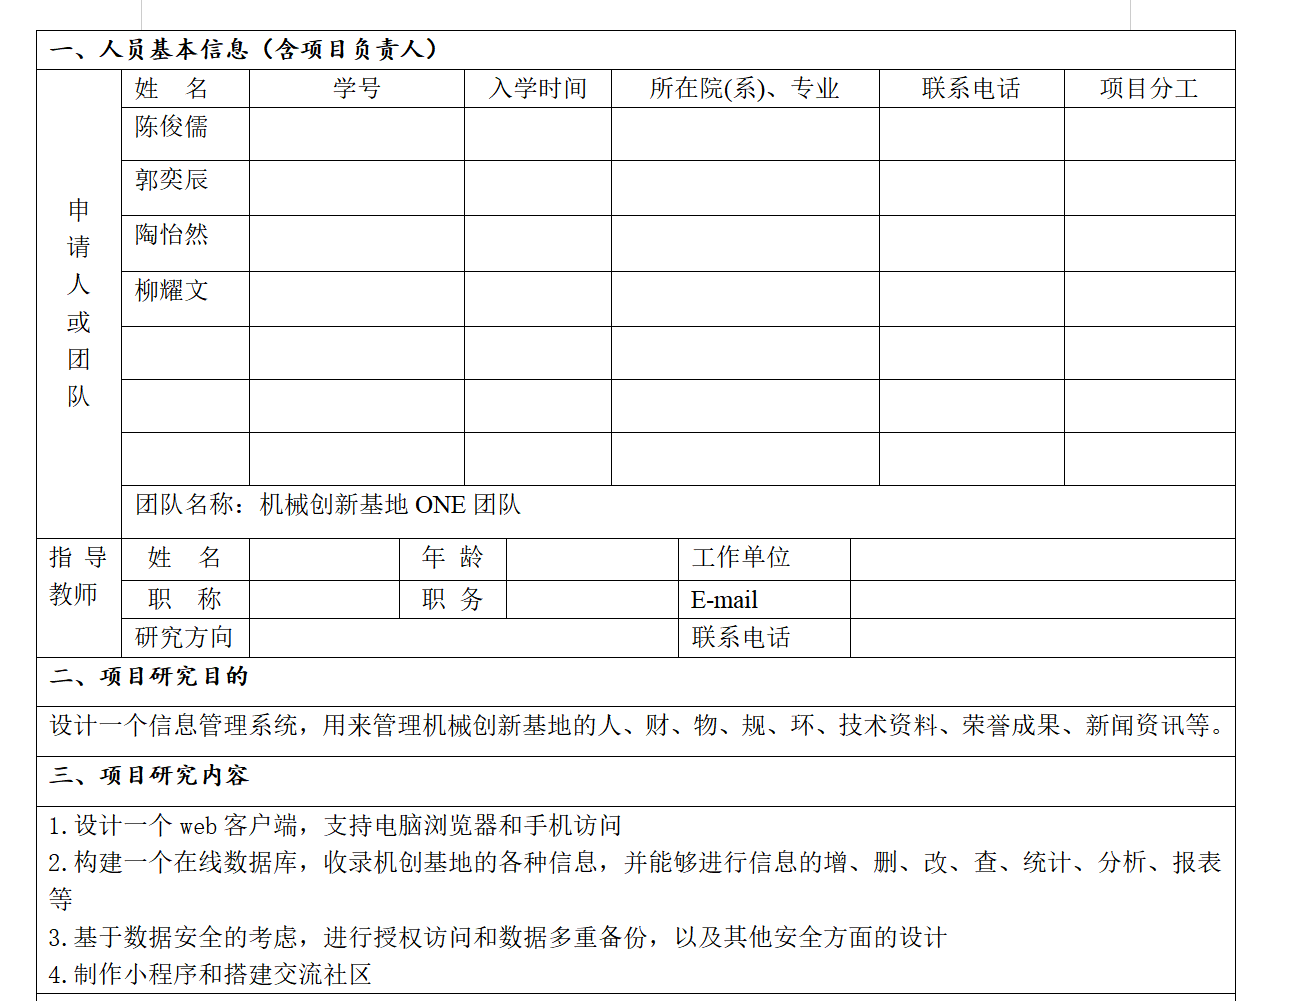 一、人员基本信息（含项目负责人）
申请人或团队
姓 名 学号 入学时间 所在院(系)、专业 联系电话 项目分工
陈俊儒
郭奕辰
陶怡然
柳耀文
团队名称：机械创新基地 ONE 团队
指 导
教师
姓 名 年 龄 工作单位
职 称 职 务 E-mail
研究方向 联系电话
二、项目研究目的
设计一个信息管理系统，用来管理机械创新基地的人、财、物、规、环、技术资料、荣誉成果、新闻资讯等。
三、项目研究内容
1.设计一个 web 客户端，支持电脑浏览器和手机访问
2.构建一个在线数据库，收录机创基地的各种信息，并能够进行信息的增、删、改、查、统计、分析、报表
等
3.基于数据安全的考虑，进行授权访问和数据多重备份，以及其他安全方面的设计
4.制作小程序和搭建交流社区